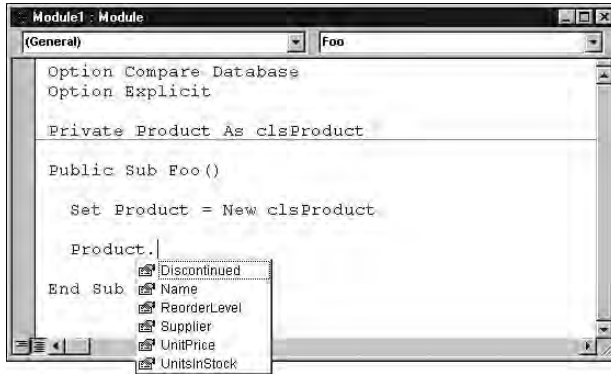 Module1 : Module
(General) Foo
Option Compare Database
Option Explicit
Private Product As clsProduct
Public Sub Foo()
Set Product = New clsProduct
Product.
Discontinued
End Sub Name
ReorderLevel
Supplier
UnitPrice
UnitsInStock